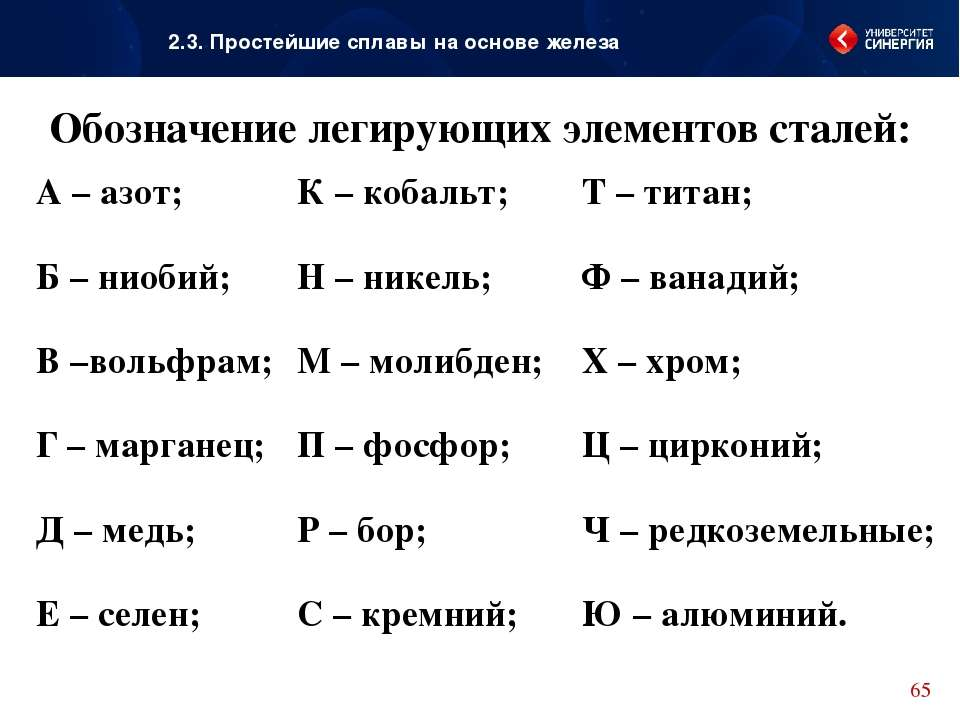 2.3. Простейшие сплавы на основе железа
УНИВЕРСИТЕТ
СИНЕРГИЯ
Обозначение легирующих элементов сталей:
А – азот; К – кобальт; Т – титан;
Б – ниобий; Н – никель; Ф – ванадий;
В –вольфрам; М – молибден; Х – хром;
Г – марганец; П – фосфор; Ц – цирконий;
Д – медь; Р – бор; Ч – редкоземельные;
Е – селен; С – кремний; Ю – алюминий.
65